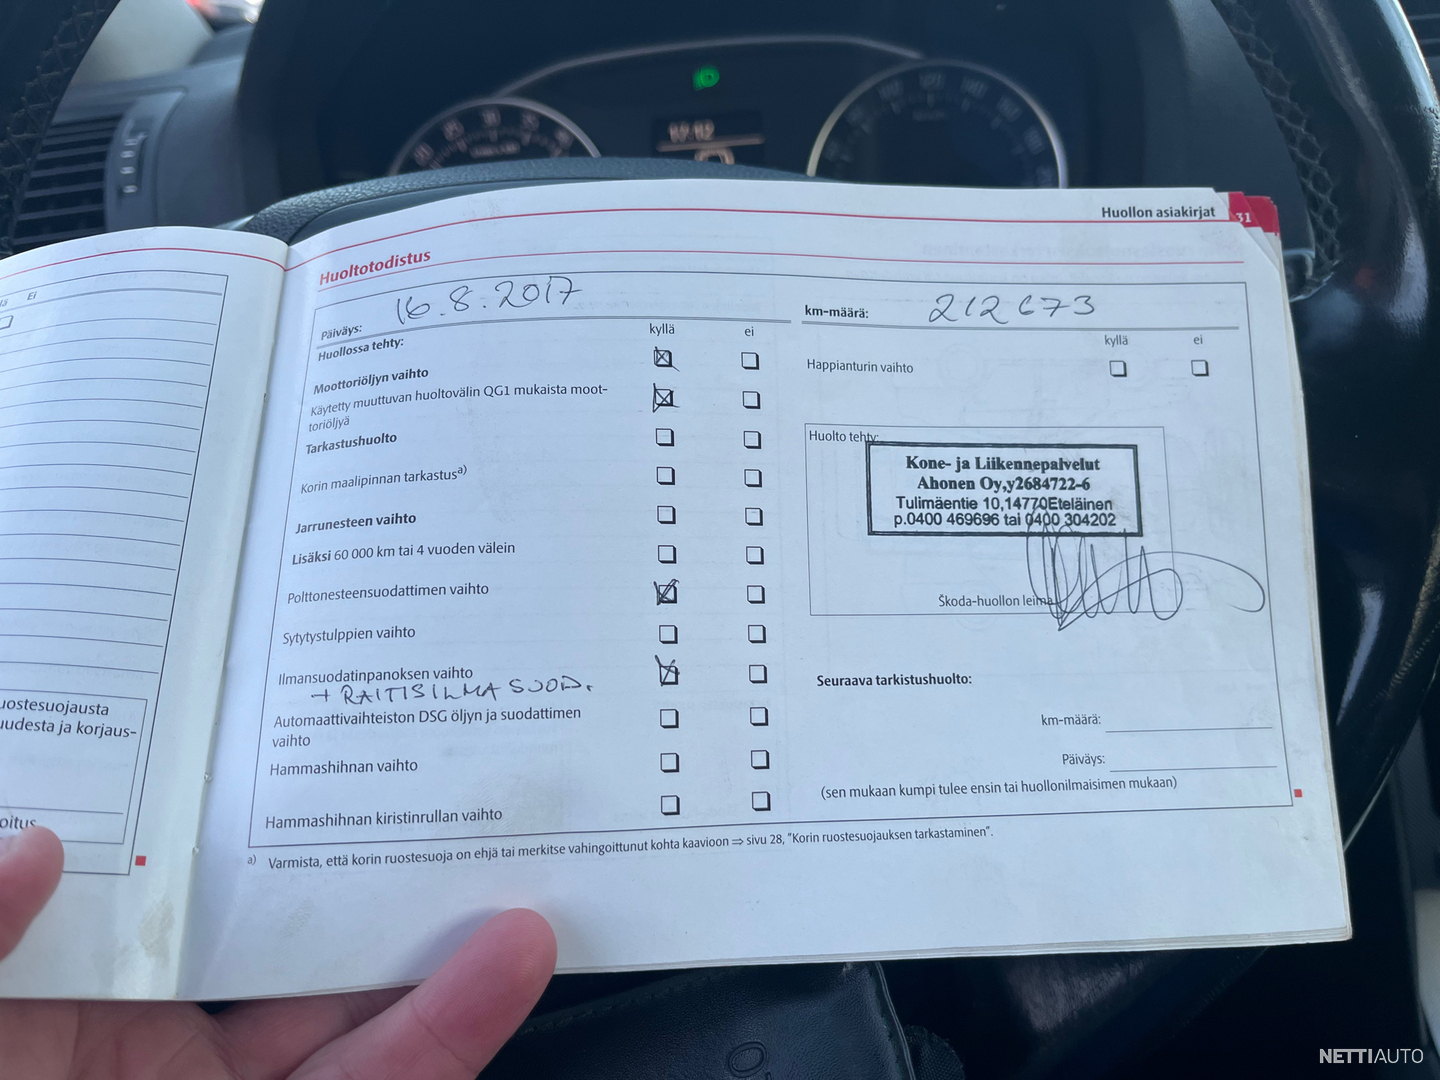 Huollon asiakirjat 31
Huoltotodistus
Päiväys: 16.8.2017
Huollossa tehty:
kyllä ei
Moottoriöljyn vaihto
Käytetty muuttuvan huoltovälin QG1 mukaista moot-
toriöljyä
Tarkastushuolto
Korin maalipinnan tarkastus a)
Jarrunesteen vaihto
Lisäksi 60 000 km tai 4 vuoden välein
Polttonesteensuodattimen vaihto
Sytytystulppien vaihto
Ilmansuodatinpanoksen vaihto
+ RAITISILMASUOD.
Automaattivaihteiston DSG öljyn ja suodattimen
vaihto
Hammashihnan vaihto
Hammashihnan kiristinrullan vaihto
km-määrä: 212673
kyllä ei
Happianturin vaihto
Huolto tehty:
Kone- ja Liikennepalvelut
Ahonen Oy,y2684722-6
Tulimäentie 10,14770Eteläinen
p.0400 469696 tai 0400 304202
Škoda-huollon leima
Seuraava tarkistushuolto:
km-määrä:
Päiväys:
(sen mukaan kumpi tulee ensin tai huollonilmaisimen mukaan)
a) Varmista, että korin ruostesuoja on ehjä tai merkitse vahingoittunut kohta kaavioon ⇒ sivu 28, "Korin ruostesuojauksen tarkastaminen".
Ei
uostesuojausta
uudesta ja korjaus-
oitus
NETTIAUTO